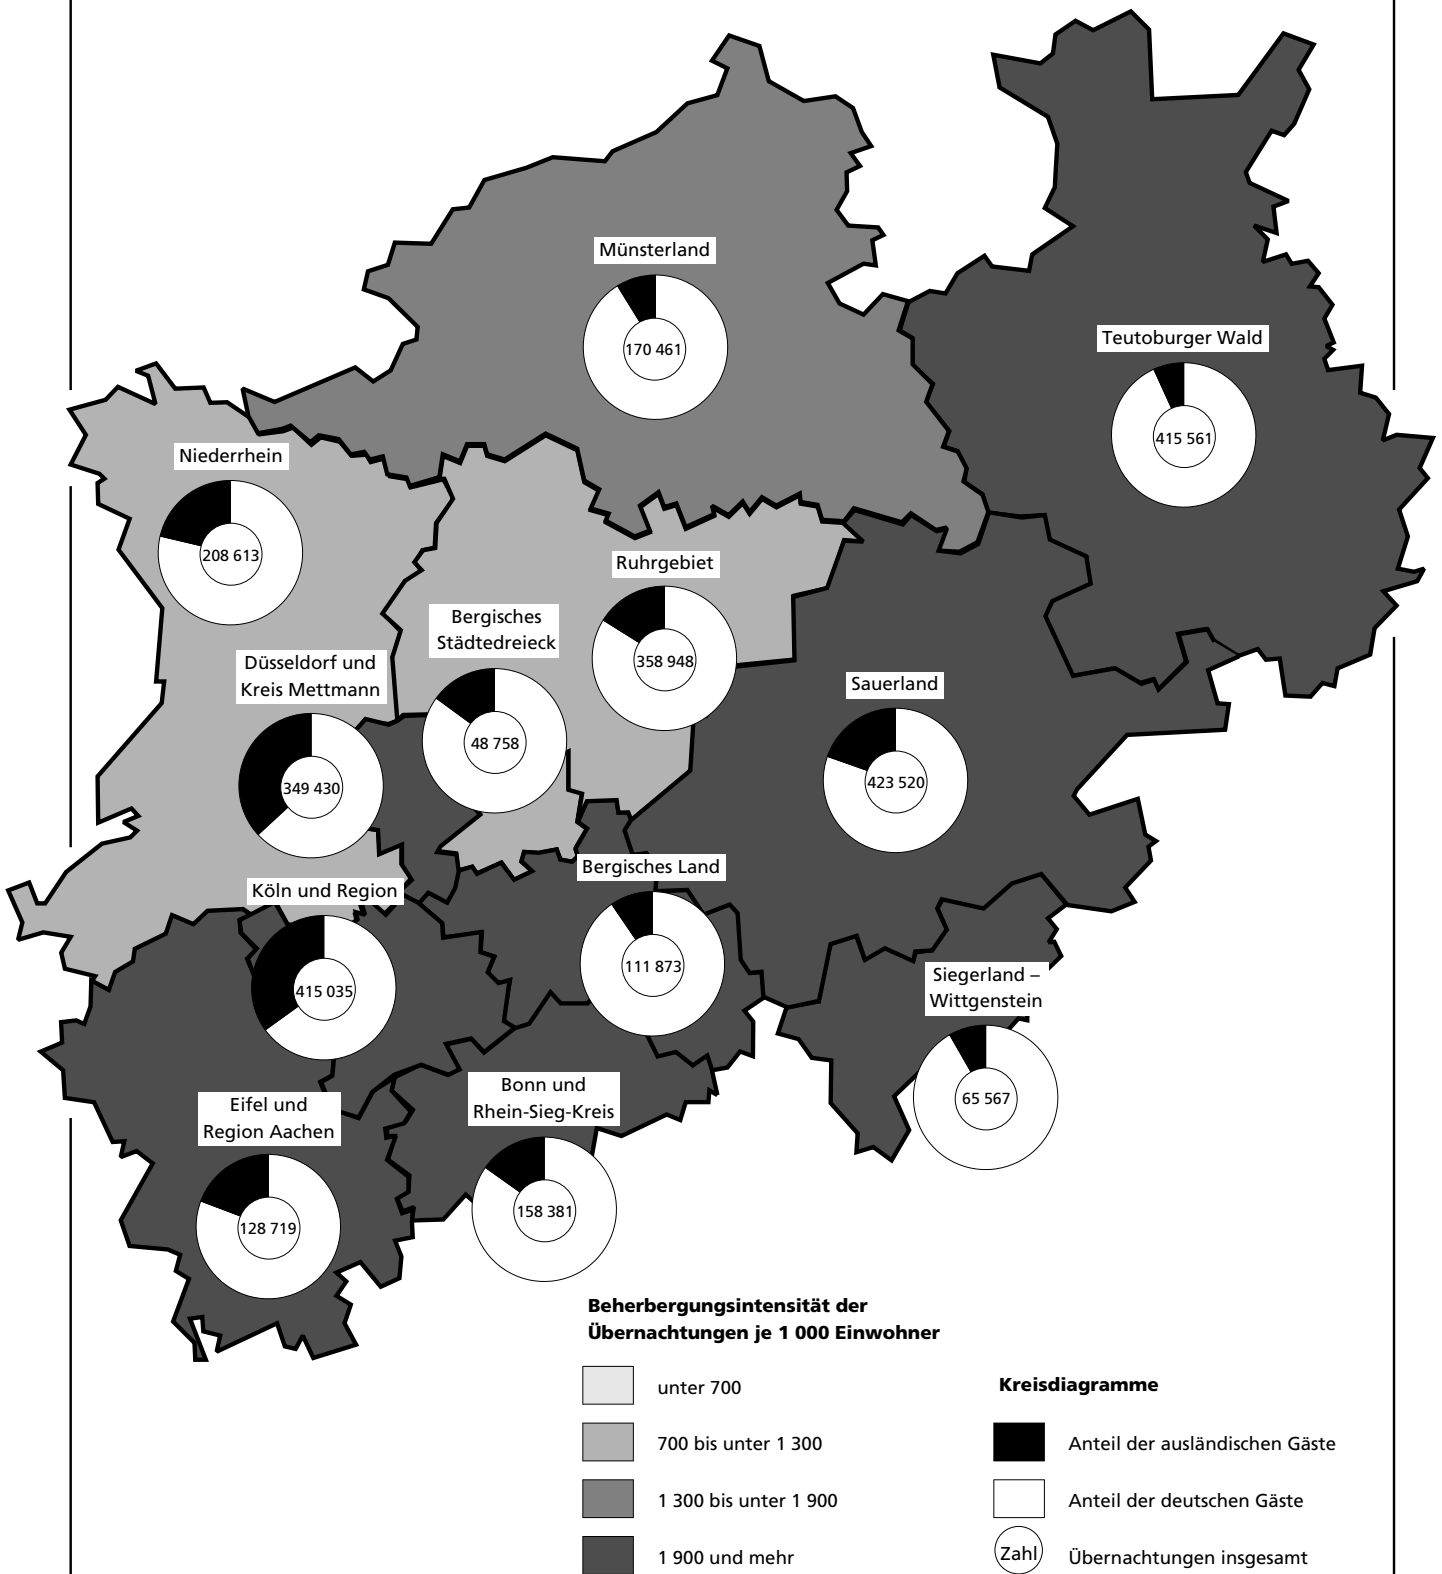 Münsterland
170 461
Teutoburger Wald
415 561
Niederrhein
208 613
Ruhrgebiet
358 948
Bergisches
Städtedreieck
48 758
Düsseldorf und
Kreis Mettmann
349 430
Sauerland
423 520
Bergisches Land
111 873
Köln und Region
415 035
Siegerland –
Wittgenstein
65 567
Bonn und
Rhein-Sieg-Kreis
158 381
Eifel und
Region Aachen
128 719
Beherbergungsintensität der
Übernachtungen je 1 000 Einwohner
unter 700
700 bis unter 1 300
1 300 bis unter 1 900
1 900 und mehr
Kreisdiagramme
Anteil der ausländischen Gäste
Anteil der deutschen Gäste
Zahl
Übernachtungen insgesamt